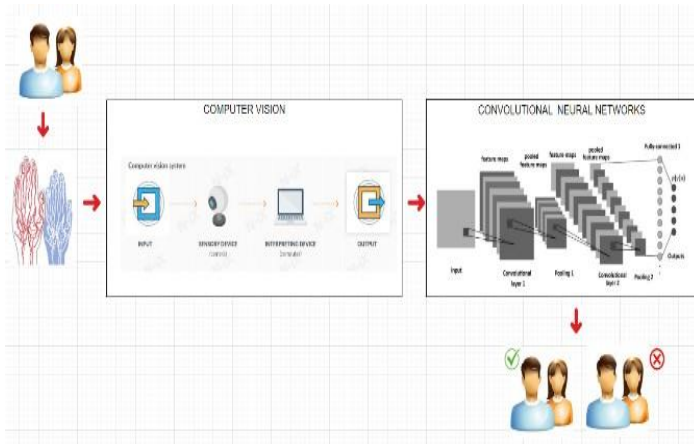 COMPUTER VISION
Computer vision system
INPUT
SENSORY DEVICE
(camera)
INTERPRETING DEVICE
(computer)
OUTPUT
CONVOLUTIONAL NEURAL NETWORKS
feature maps
pooled
feature maps
feature maps
pooled
feature maps
Fully connected 1
Outputs
Input
Convolutional
layer 1
Pooling 1
Convolutional
layer 2
Pooling 2